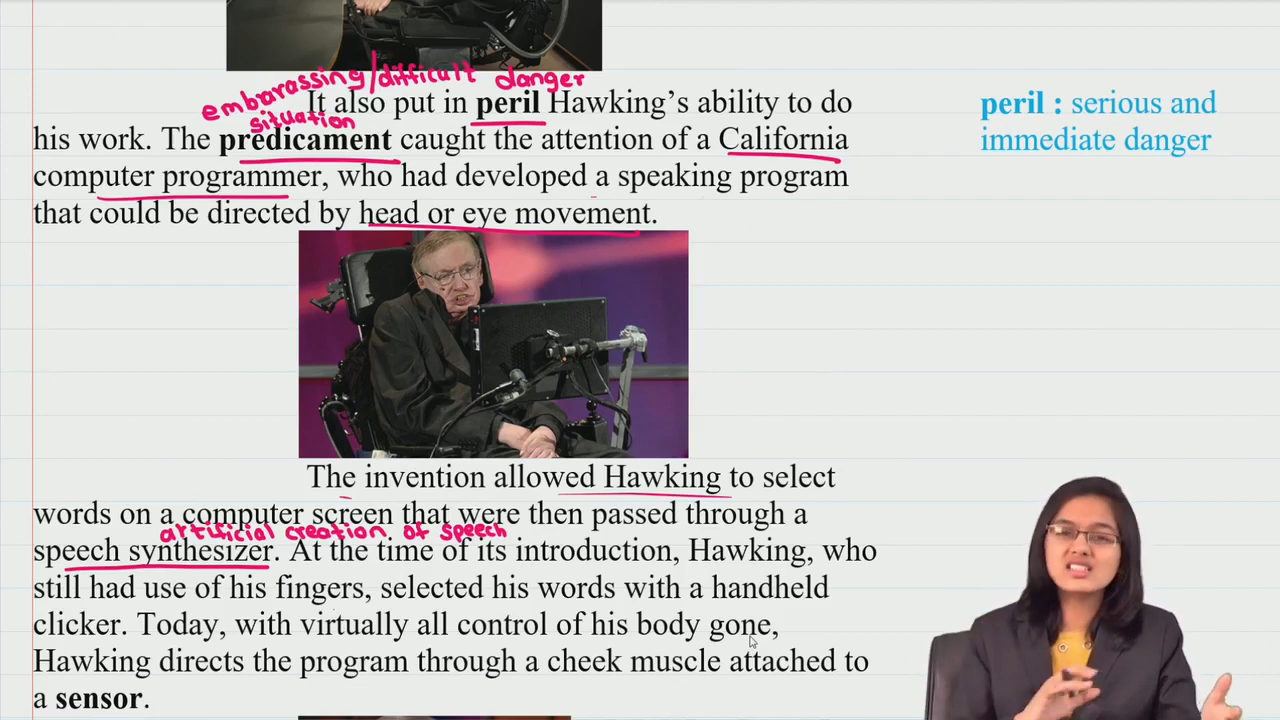 embarassing/difficult danger
It also put in peril Hawking's ability to do
situation
his work. The predicament caught the attention of a California
computer programmer, who had developed a speaking program
that could be directed by head or eye movement.
peril : serious and
immediate danger
The invention allowed Hawking to select
words on a computer screen that were then passed through a
artificial creation of speech
speech synthesizer. At the time of its introduction, Hawking, who
still had use of his fingers, selected his words with a handheld
clicker. Today, with virtually all control of his body gone,
Hawking directs the program through a cheek muscle attached to
a sensor.